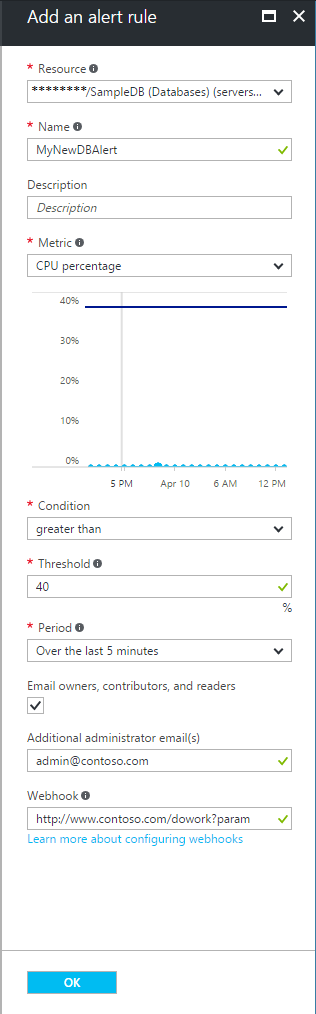 Add an alert rule
* Resource
********/SampleDB (Databases) (servers...
* Name
MyNewDBAlert
Description
Description
* Metric
CPU percentage
40%
30%
20%
10%
0%
5 PM Apr 10 6 AM 12 PM
* Condition
greater than
* Threshold
40
%
* Period
Over the last 5 minutes
Email owners, contributors, and readers
Additional administrator email(s)
admin@contoso.com
Webhook
http://www.contoso.com/dowork?param
Learn more about configuring webhooks
OK